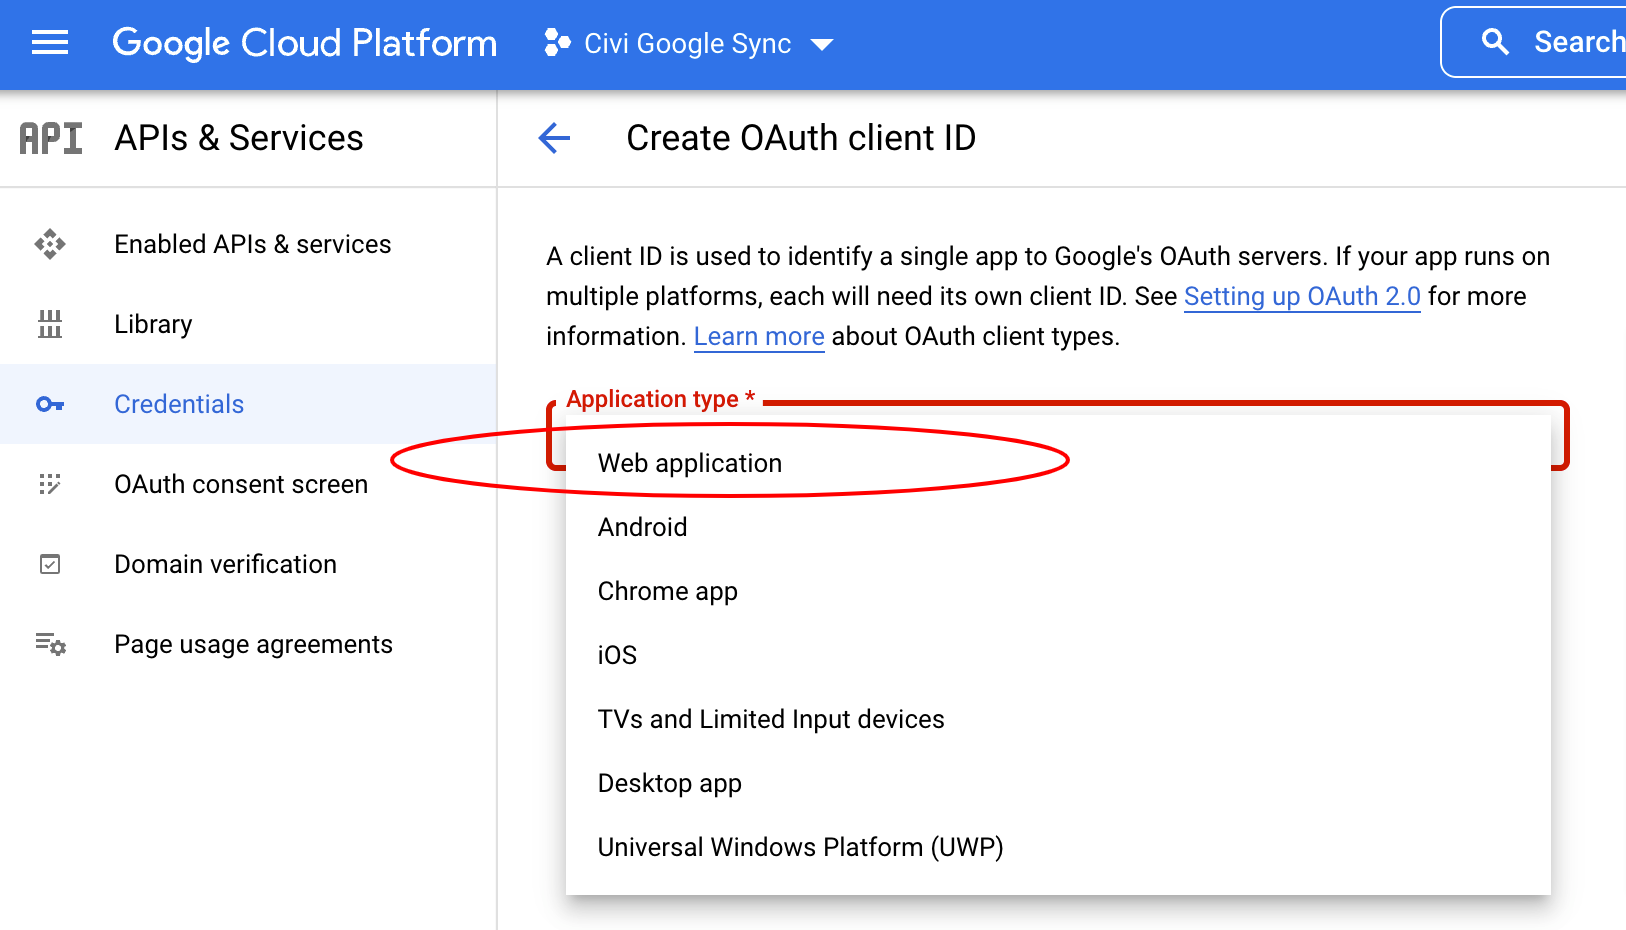 Google Cloud Platform
Civi Google Sync
Search
API
APIs & Services
Create OAuth client ID
Enabled APIs & services
Library
Credentials
OAuth consent screen
Domain verification
Page usage agreements
A client ID is used to identify a single app to Google's OAuth servers. If your app runs on
multiple platforms, each will need its own client ID. See Setting up OAuth 2.0 for more
information. Learn more about OAuth client types.
Application type *
Web application
Android
Chrome app
iOS
TVs and Limited Input devices
Desktop app
Universal Windows Platform (UWP)